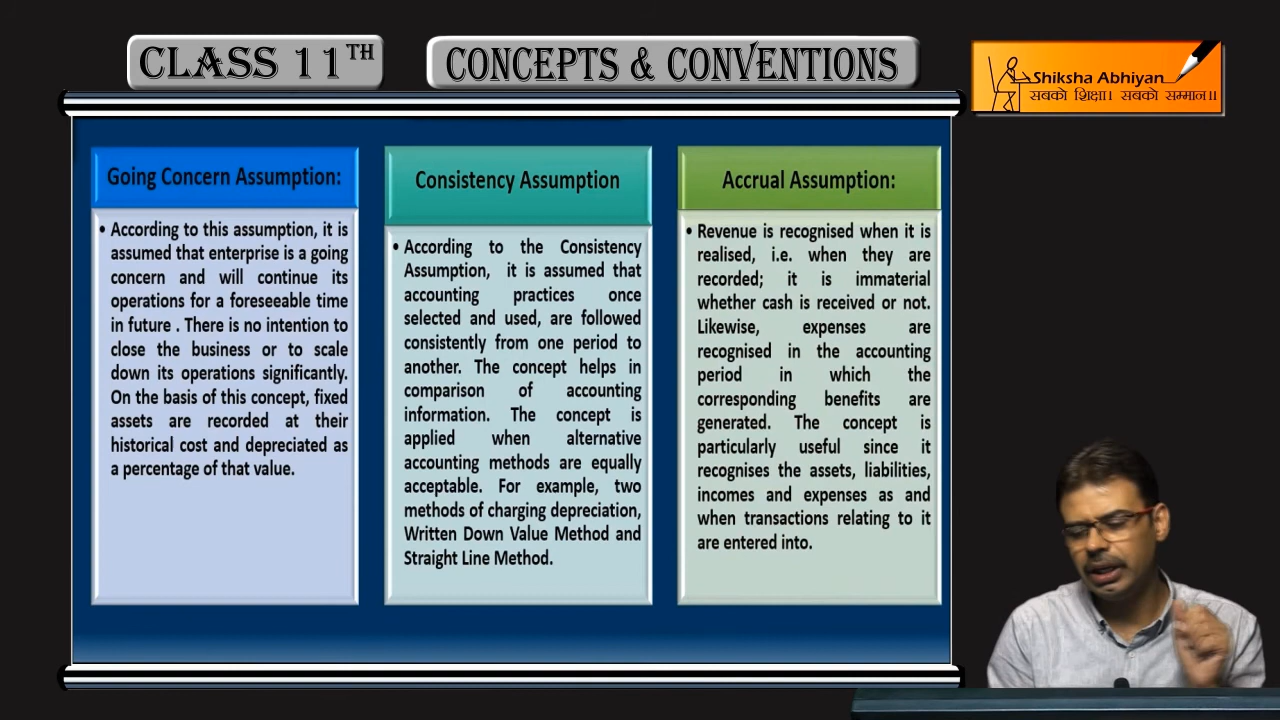 CLASS 11TH
CONCEPTS & CONVENTIONS
Shiksha Abhiyan
सबको शिक्षा। सबको सम्मान॥
Going Concern Assumption:
• According to this assumption, it is
assumed that enterprise is a going
concern and will continue its
operations for a foreseeable time
in future . There is no intention to
close the business or to scale
down its operations significantly.
On the basis of this concept, fixed
assets are recorded at their
historical cost and depreciated as
a percentage of that value.
Consistency Assumption
• According to the Consistency
Assumption, it is assumed that
accounting practices once
selected and used, are followed
consistently from one period to
another. The concept helps in
comparison of accounting
information. The concept is
applied when alternative
accounting methods are equally
acceptable. For example, two
methods of charging depreciation,
Written Down Value Method and
Straight Line Method.
Accrual Assumption:
• Revenue is recognised when it is
realised, i.e. when they are
recorded; it is immaterial
whether cash is received or not.
Likewise, expenses are
recognised in the accounting
period in which the
corresponding benefits are
generated. The concept is
particularly useful since it
recognises the assets, liabilities,
incomes and expenses as and
when transactions relating to it
are entered into.